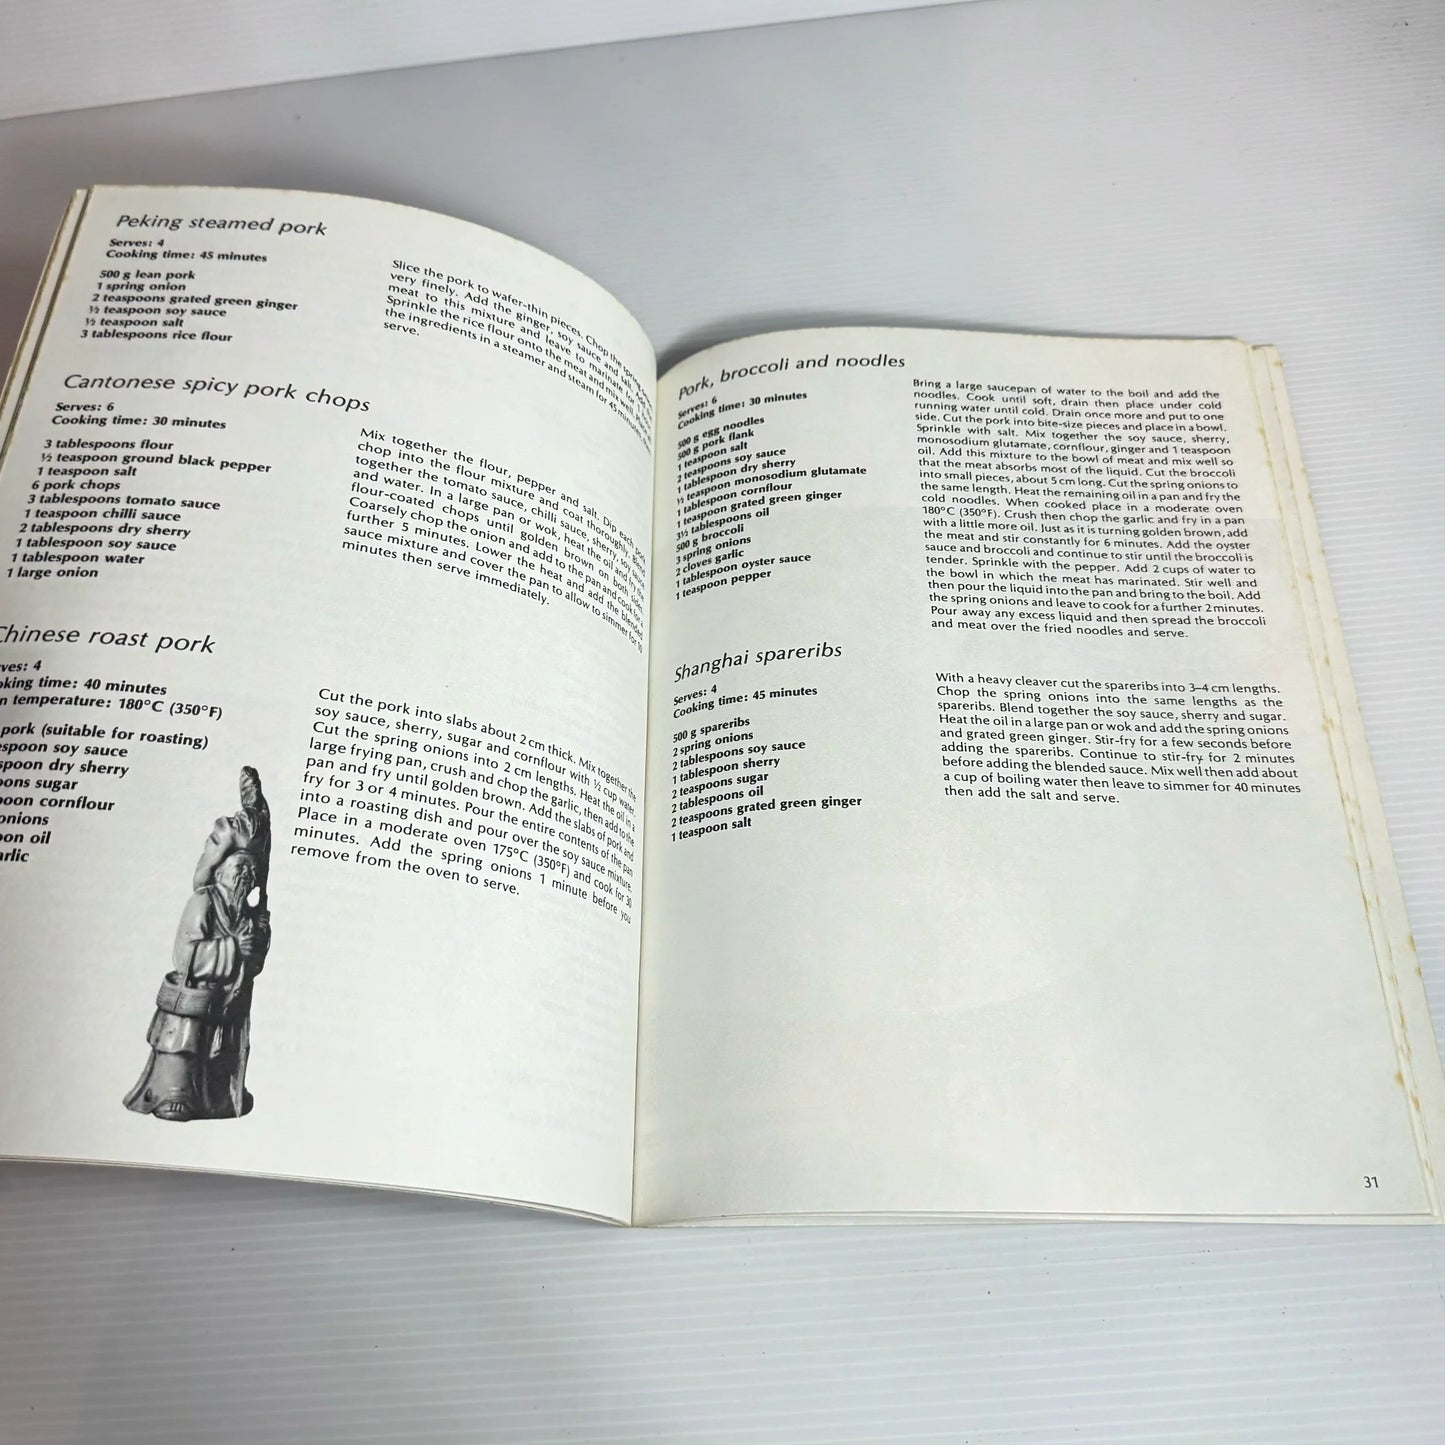 Peking steamed pork
Serves: 4
Cooking time: 45 minutes
500 g lean pork
1 spring onion
2 teaspoons grated green ginger
½ teaspoon soy sauce
½ teaspoon salt
3 tablespoons rice flour
Slice the pork to wafer-thin pieces. Chop the spring
very finely. Add the ginger, soy sauce and salt.
meat to this mixture and leave to marinate for
Sprinkle the rice flour onto the meat and mix well.
the ingredients in a steamer and steam for 45 minutes.
serve.
Cantonese spicy pork chops
Serves: 6
Cooking time: 30 minutes
3 tablespoons flour
½ teaspoon ground black pepper
1 teaspoon salt
6 pork chops
3 tablespoons tomato sauce
1 teaspoon chilli sauce
2 tablespoons dry sherry
1 tablespoon soy sauce
1 tablespoon water
1 large onion
Mix together the flour, pepper and salt. Dip each pork
chop into the flour mixture and coat thoroughly. Blend
together the tomato sauce, chilli sauce, sherry, soy sauce
and water. In a large pan or wok, heat the oil and fry the
flour-coated chops until golden brown on both sides.
Coarsely chop the onion and add to the pan and cook for a
further 5 minutes. Lower the heat and add the blended
sauce mixture and cover the pan to allow to simmer for 10
minutes then serve immediately.
Chinese roast pork
ves: 4
oking time: 40 minutes
n temperature: 180°C (350°F)
pork (suitable for roasting)
espoon soy sauce
spoon dry sherry
oons sugar
poon cornflour
onions
oon oil
arlic
Cut the pork into slabs about 2 cm thick. Mix together the
soy sauce, sherry, sugar and cornflour with ½ cup water.
Cut the spring onions into 2 cm lengths. Heat the oil in a
large frying pan, crush and chop the garlic, then add to the
pan and fry until golden brown. Add the slabs of pork and
fry for 3 or 4 minutes. Pour the entire contents of the pan
into a roasting dish and pour over the soy sauce mixture.
Place in a moderate oven 175°C (350°F) and cook for 30
minutes. Add the spring onions 1 minute before you
remove from the oven to serve.
Pork, broccoli and noodles
Serves: 6
Cooking time: 30 minutes
500 g egg noodles
500 g pork flank
1 teaspoon salt
2 teaspoons soy sauce
1 tablespoon dry sherry
½ teaspoon monosodium glutamate
1 tablespoon cornflour
1 teaspoon grated green ginger
3½ tablespoons oil
500 g broccoli
3 spring onions
2 cloves garlic
1 tablespoon oyster sauce
1 teaspoon pepper
Bring a large saucepan of water to the boil and add the
noodles. Cook until soft, drain then place under cold
running water until cold. Drain once more and put to one
side. Cut the pork into bite-size pieces and place in a bowl.
Sprinkle with salt. Mix together the soy sauce, sherry,
monosodium glutamate, cornflour, ginger and 1 teaspoon
oil. Add this mixture to the bowl of meat and mix well so
that the meat absorbs most of the liquid. Cut the broccoli
into small pieces, about 5 cm long. Cut the spring onions to
the same length. Heat the remaining oil in a pan and fry the
cold noodles. When cooked place in a moderate oven
180°C (350°F). Crush then chop the garlic and fry in a pan
with a little more oil. Just as it is turning golden brown, add
the meat and stir constantly for 6 minutes. Add the oyster
sauce and broccoli and continue to stir until the broccoli is
tender. Sprinkle with the pepper. Add 2 cups of water to
the bowl in which the meat has marinated. Stir well and
then pour the liquid into the pan and bring to the boil. Add
the spring onions and leave to cook for a further 2 minutes.
Pour away any excess liquid and then spread the broccoli
and meat over the fried noodles and serve.
Shanghai spareribs
Serves: 4
Cooking time: 45 minutes
500 g spareribs
2 spring onions
2 tablespoons soy sauce
1 tablespoon sherry
2 teaspoons sugar
2 tablespoons oil
2 teaspoons grated green ginger
1 teaspoon salt
With a heavy cleaver cut the spareribs into 3–4 cm lengths.
Chop the spring onions into the same lengths as the
spareribs. Blend together the soy sauce, sherry and sugar.
Heat the oil in a large pan or wok and add the spring onions
and grated green ginger. Stir-fry for a few seconds before
adding the spareribs. Continue to stir-fry for 2 minutes
before adding the blended sauce. Mix well then add about
a cup of boiling water then leave to simmer for 40 minutes
then add the salt and serve.
31